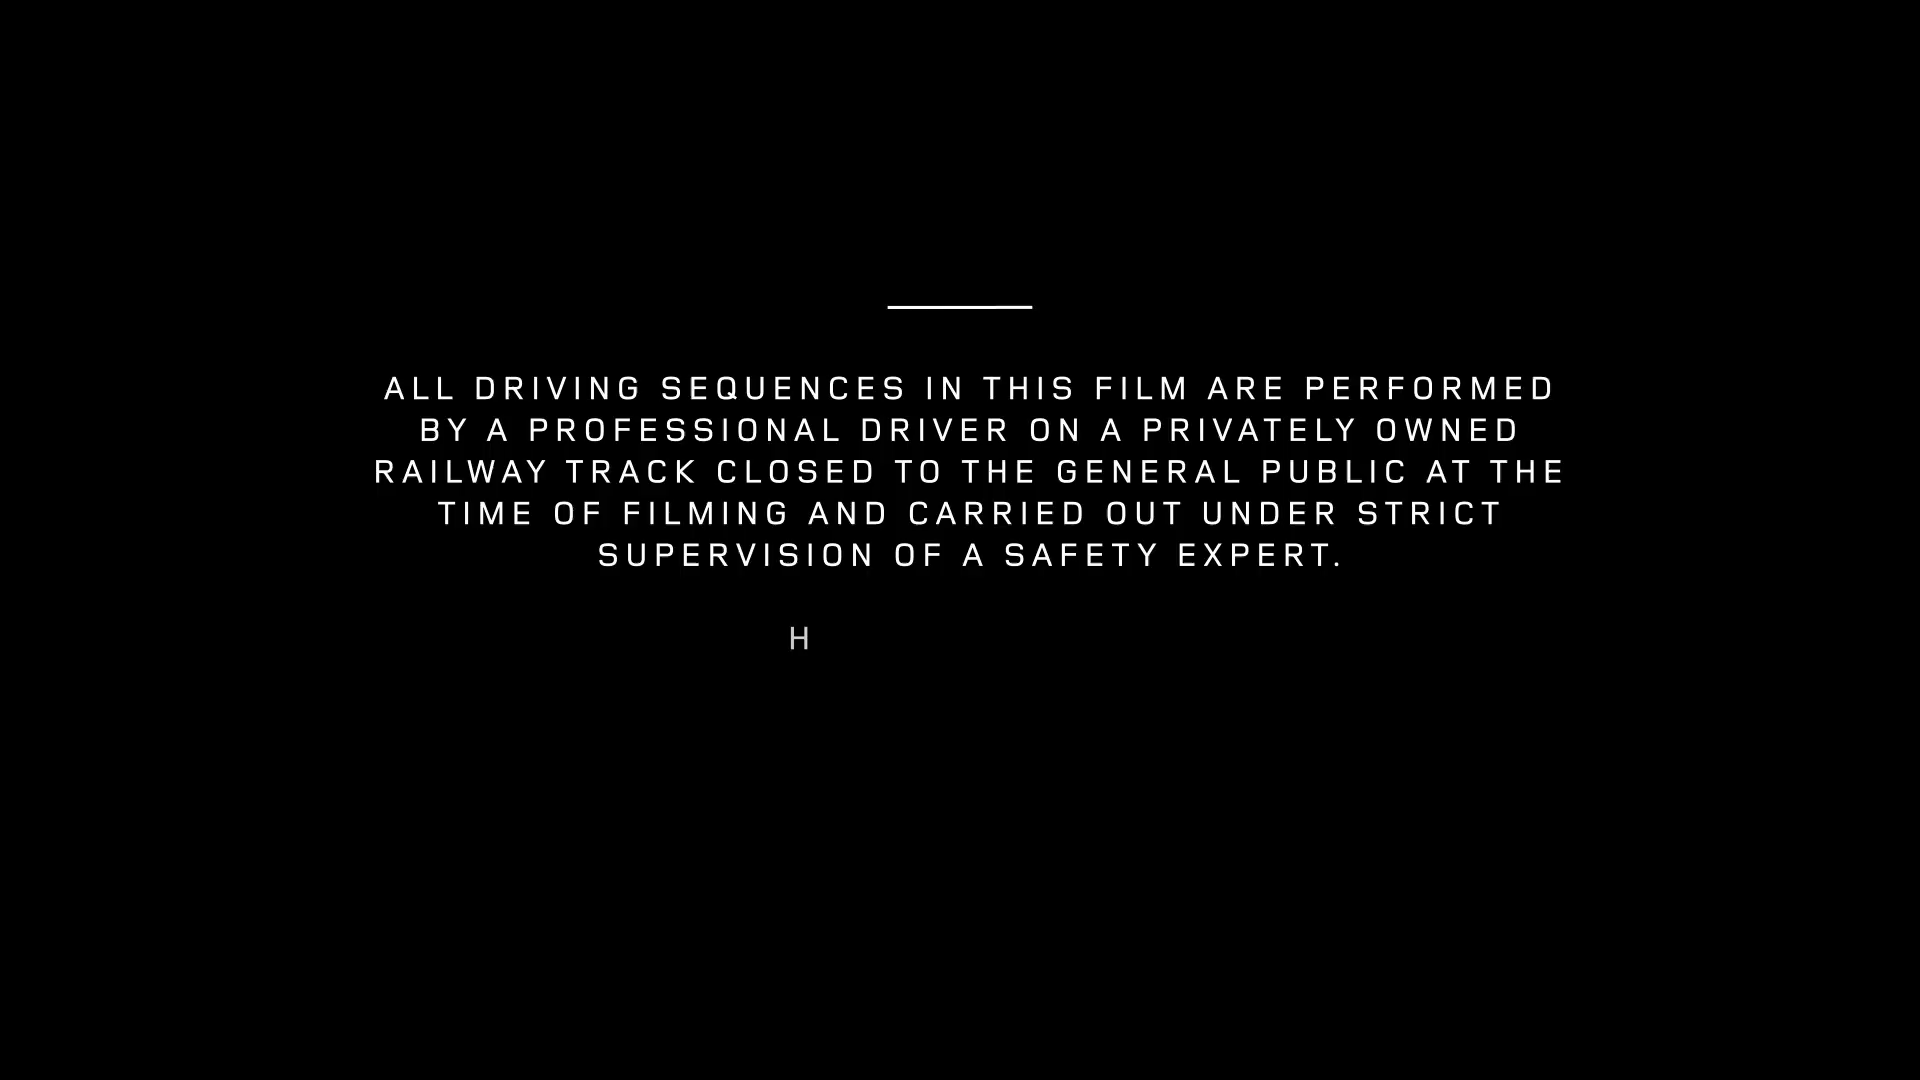 ALL DRIVING SEQUENCES IN THIS FILM ARE PERFORMED
BY A PROFESSIONAL DRIVER ON A PRIVATELY OWNED
RAILWAY TRACK CLOSED TO THE GENERAL PUBLIC AT THE
TIME OF FILMING AND CARRIED OUT UNDER STRICT
SUPERVISION OF A SAFETY EXPERT.
H